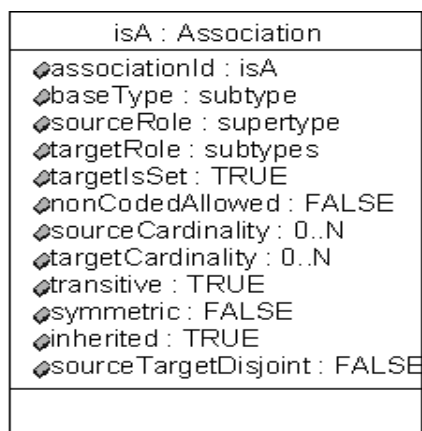 isA : Association
associationId : isA
baseType : subtype
sourceRole : supertype
targetRole : subtypes
targetIsSet : TRUE
nonCodedAllowed : FALSE
sourceCardinality : 0..N
targetCardinality : 0..N
transitive : TRUE
symmetric : FALSE
inherited : TRUE
sourceTargetDisjoint : FALSE